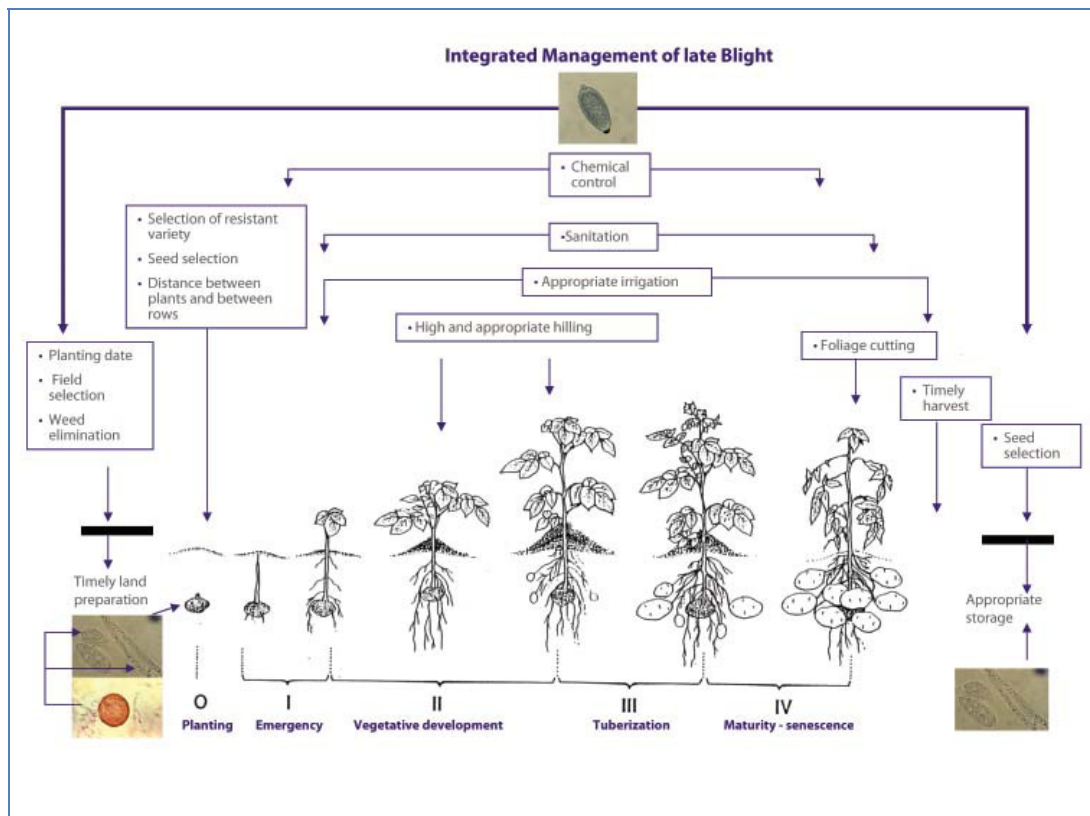 Integrated Management of late Blight
• Chemical
control
• Selection of resistant
variety
• Seed selection
• Distance between
plants and between
rows
•Sanitation
• Appropriate irrigation
• High and appropriate hilling
• Planting date
• Field
selection
• Weed
elimination
• Foliage cutting
• Timely
harvest
• Seed
selection
Timely land
preparation
Appropriate
storage
O
I
II
III
IV
Planting
Emergency
Vegetative development
Tuberization
Maturity - senescence